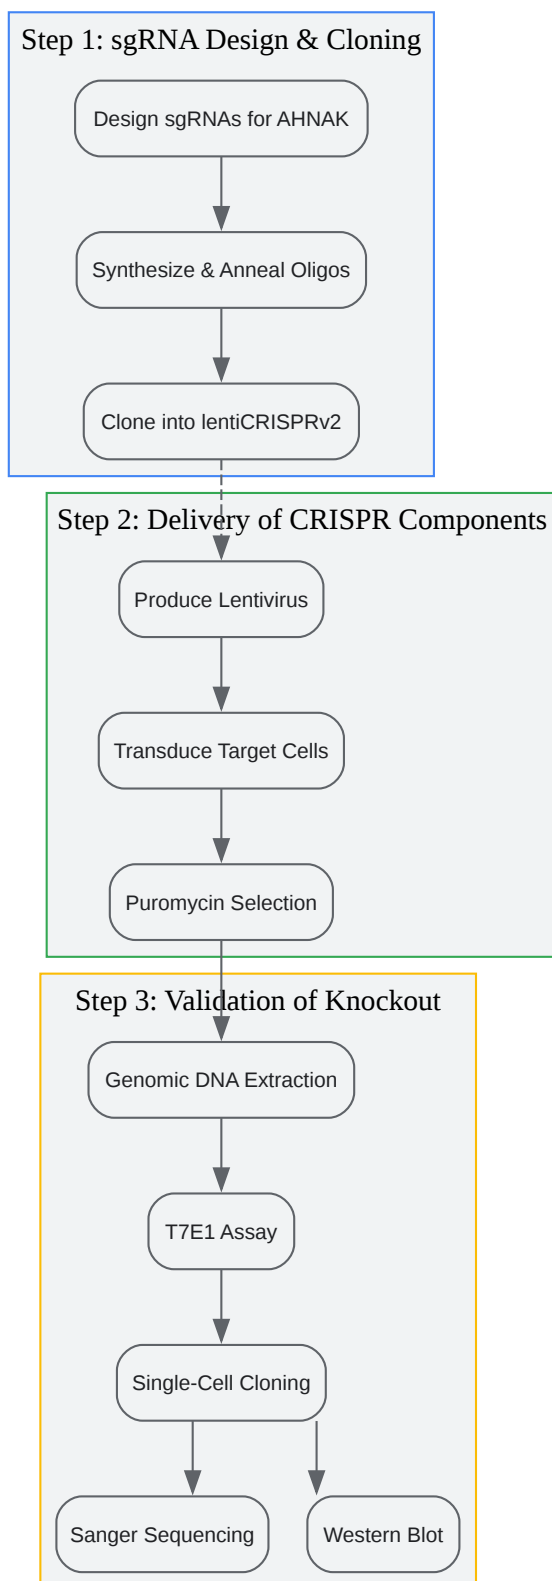 Step 1: sgRNA Design & Cloning
Design sgRNAs for AHNAK
Synthesize & Anneal Oligos
Clone into lentiCRISPRv2
Step 2: Delivery of CRISPR Components
Produce Lentivirus
Transduce Target Cells
Puromycin Selection
Step 3: Validation of Knockout
Genomic DNA Extraction
T7E1 Assay
Single-Cell Cloning
Sanger Sequencing
Western Blot